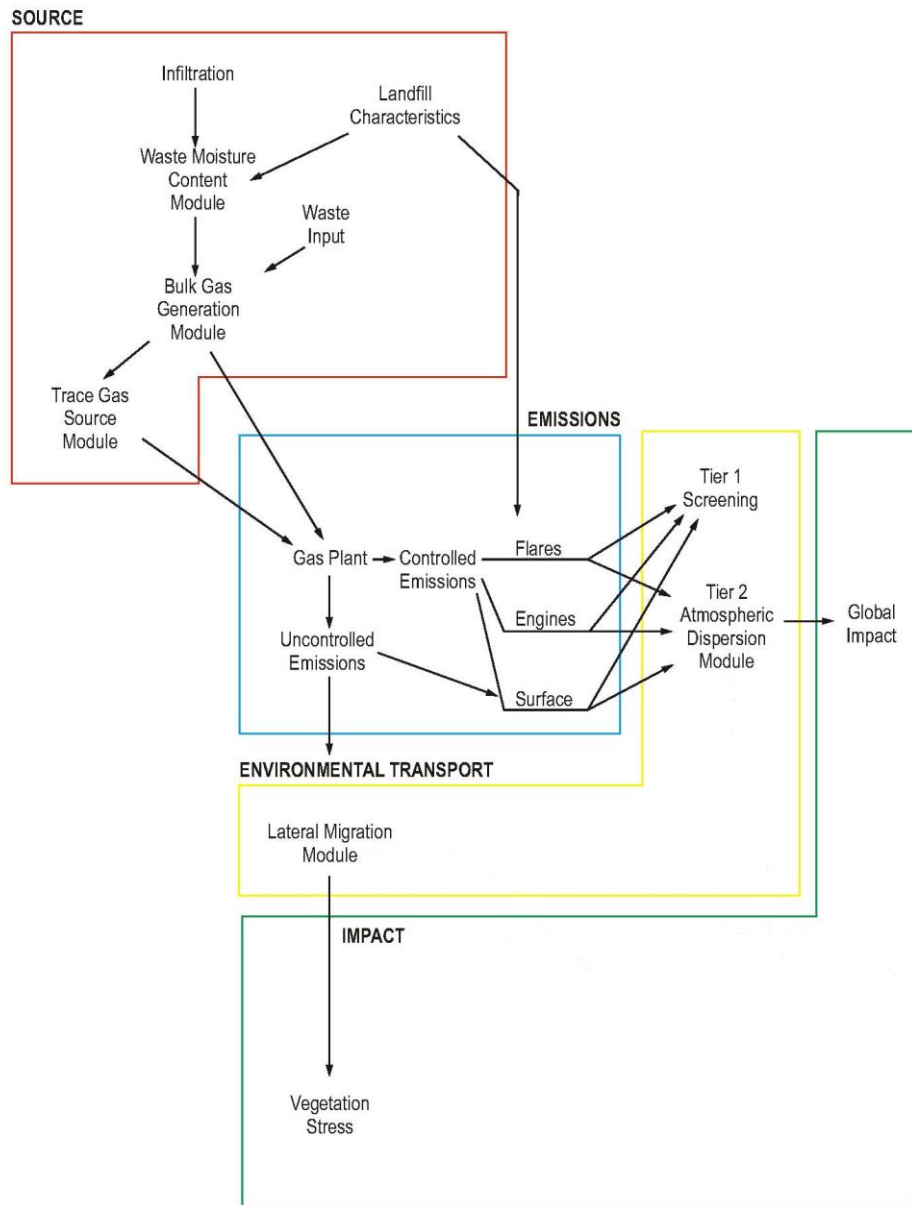 SOURCE
Infiltration
Landfill
Characteristics
Waste Moisture
Content
Module
Waste
Input
Bulk Gas
Generation
Module
Trace Gas
Source
Module
EMISSIONS
Tier 1
Screening
Gas Plant
Controlled
Emissions
Flares
Engines
Surface
Uncontrolled
Emissions
Tier 2
Atmospheric
Dispersion
Module
Global
Impact
ENVIRONMENTAL TRANSPORT
Lateral Migration
Module
IMPACT
Vegetation
Stress